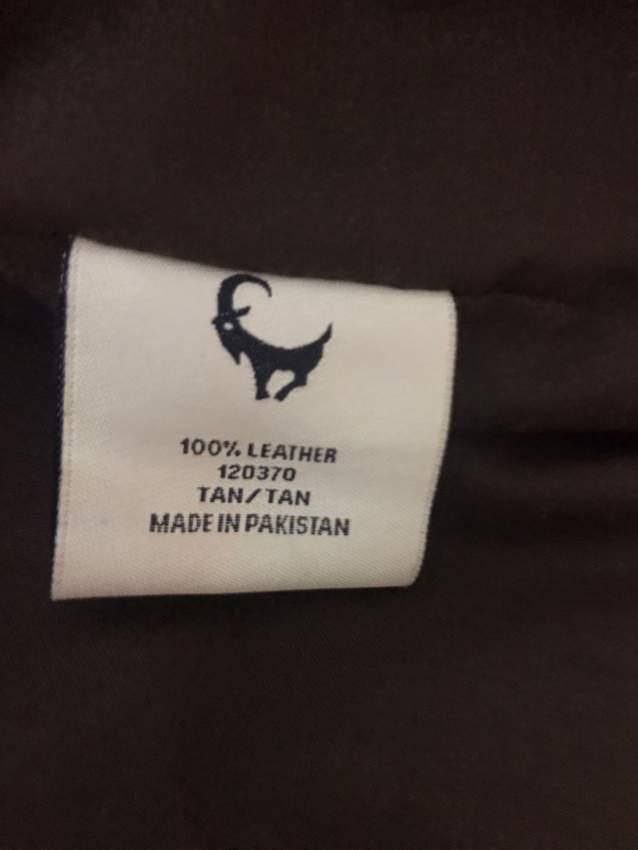 100% LEATHER
120370
TAN/TAN
MADE IN PAKISTAN